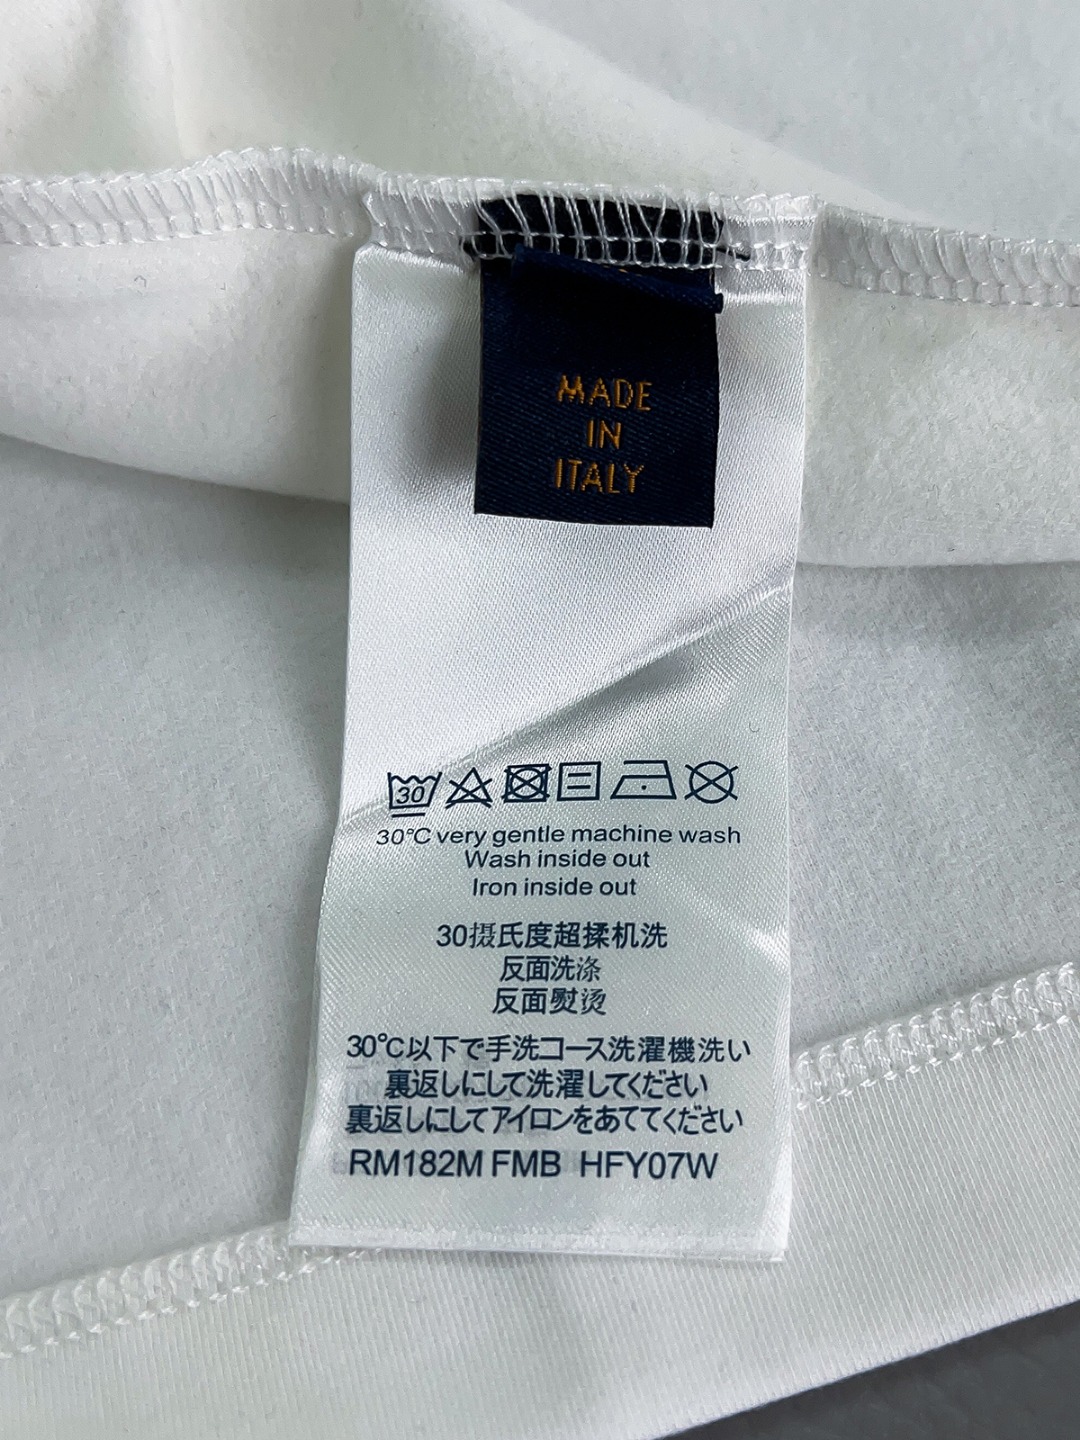 MADE
IN
ITALY
30
30°C very gentle machine wash
Wash inside out
Iron inside out
30摄氏度超揉机洗
反面洗涤
反面熨烫
30°C以下で手洗コース洗濯機洗い
裏返しにして洗濯してください
裏返しにしてアイロンをあててください
RM182M FMB HFY07W